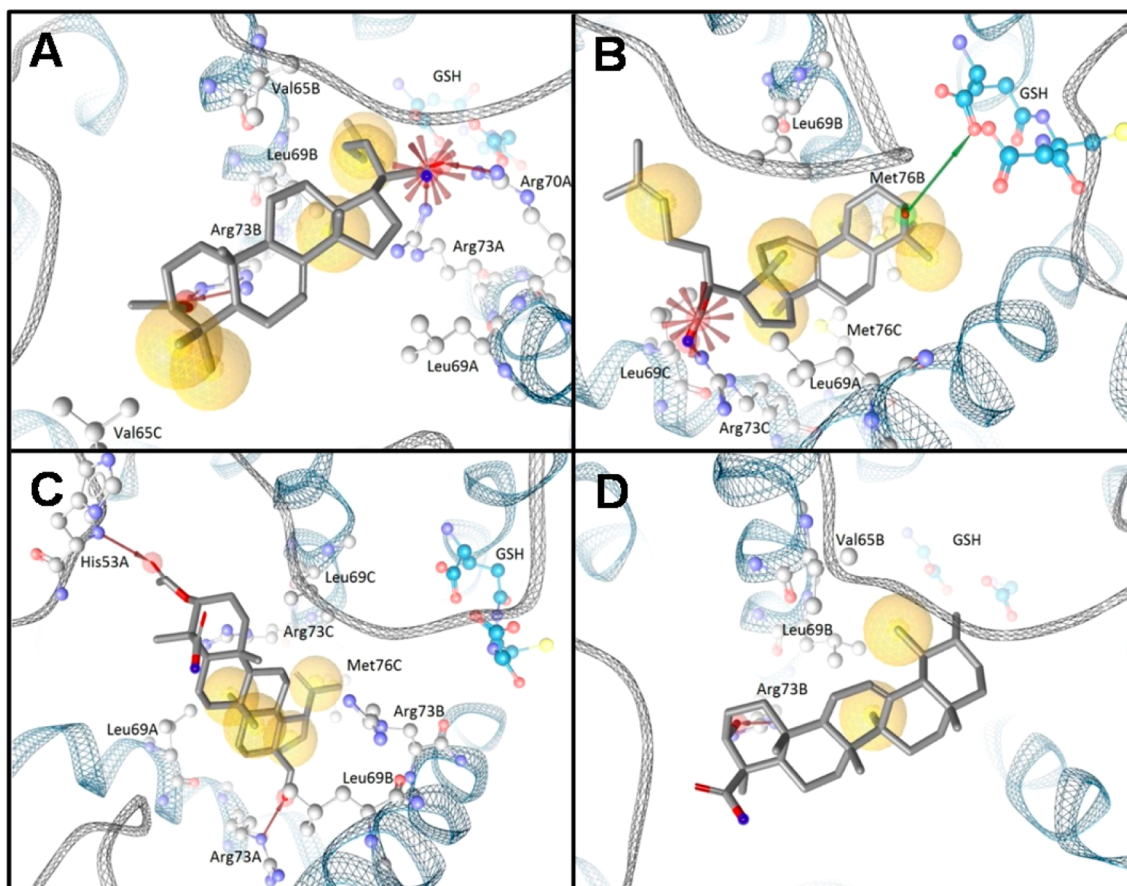 A
Val65B
GSH
Leu69B
Arg70A
Arg73B
Arg73A
Leu69A
Val65C
B
GSH
Leu69B
Met76B
Met76C
Leu69C
Leu69A
Arg73C
C
GSH
His53A
Leu69C
Arg73C
Met76C
Leu69A
Arg73B
Leu69B
Arg73A
D
Val65B
GSH
Leu69B
Arg73B